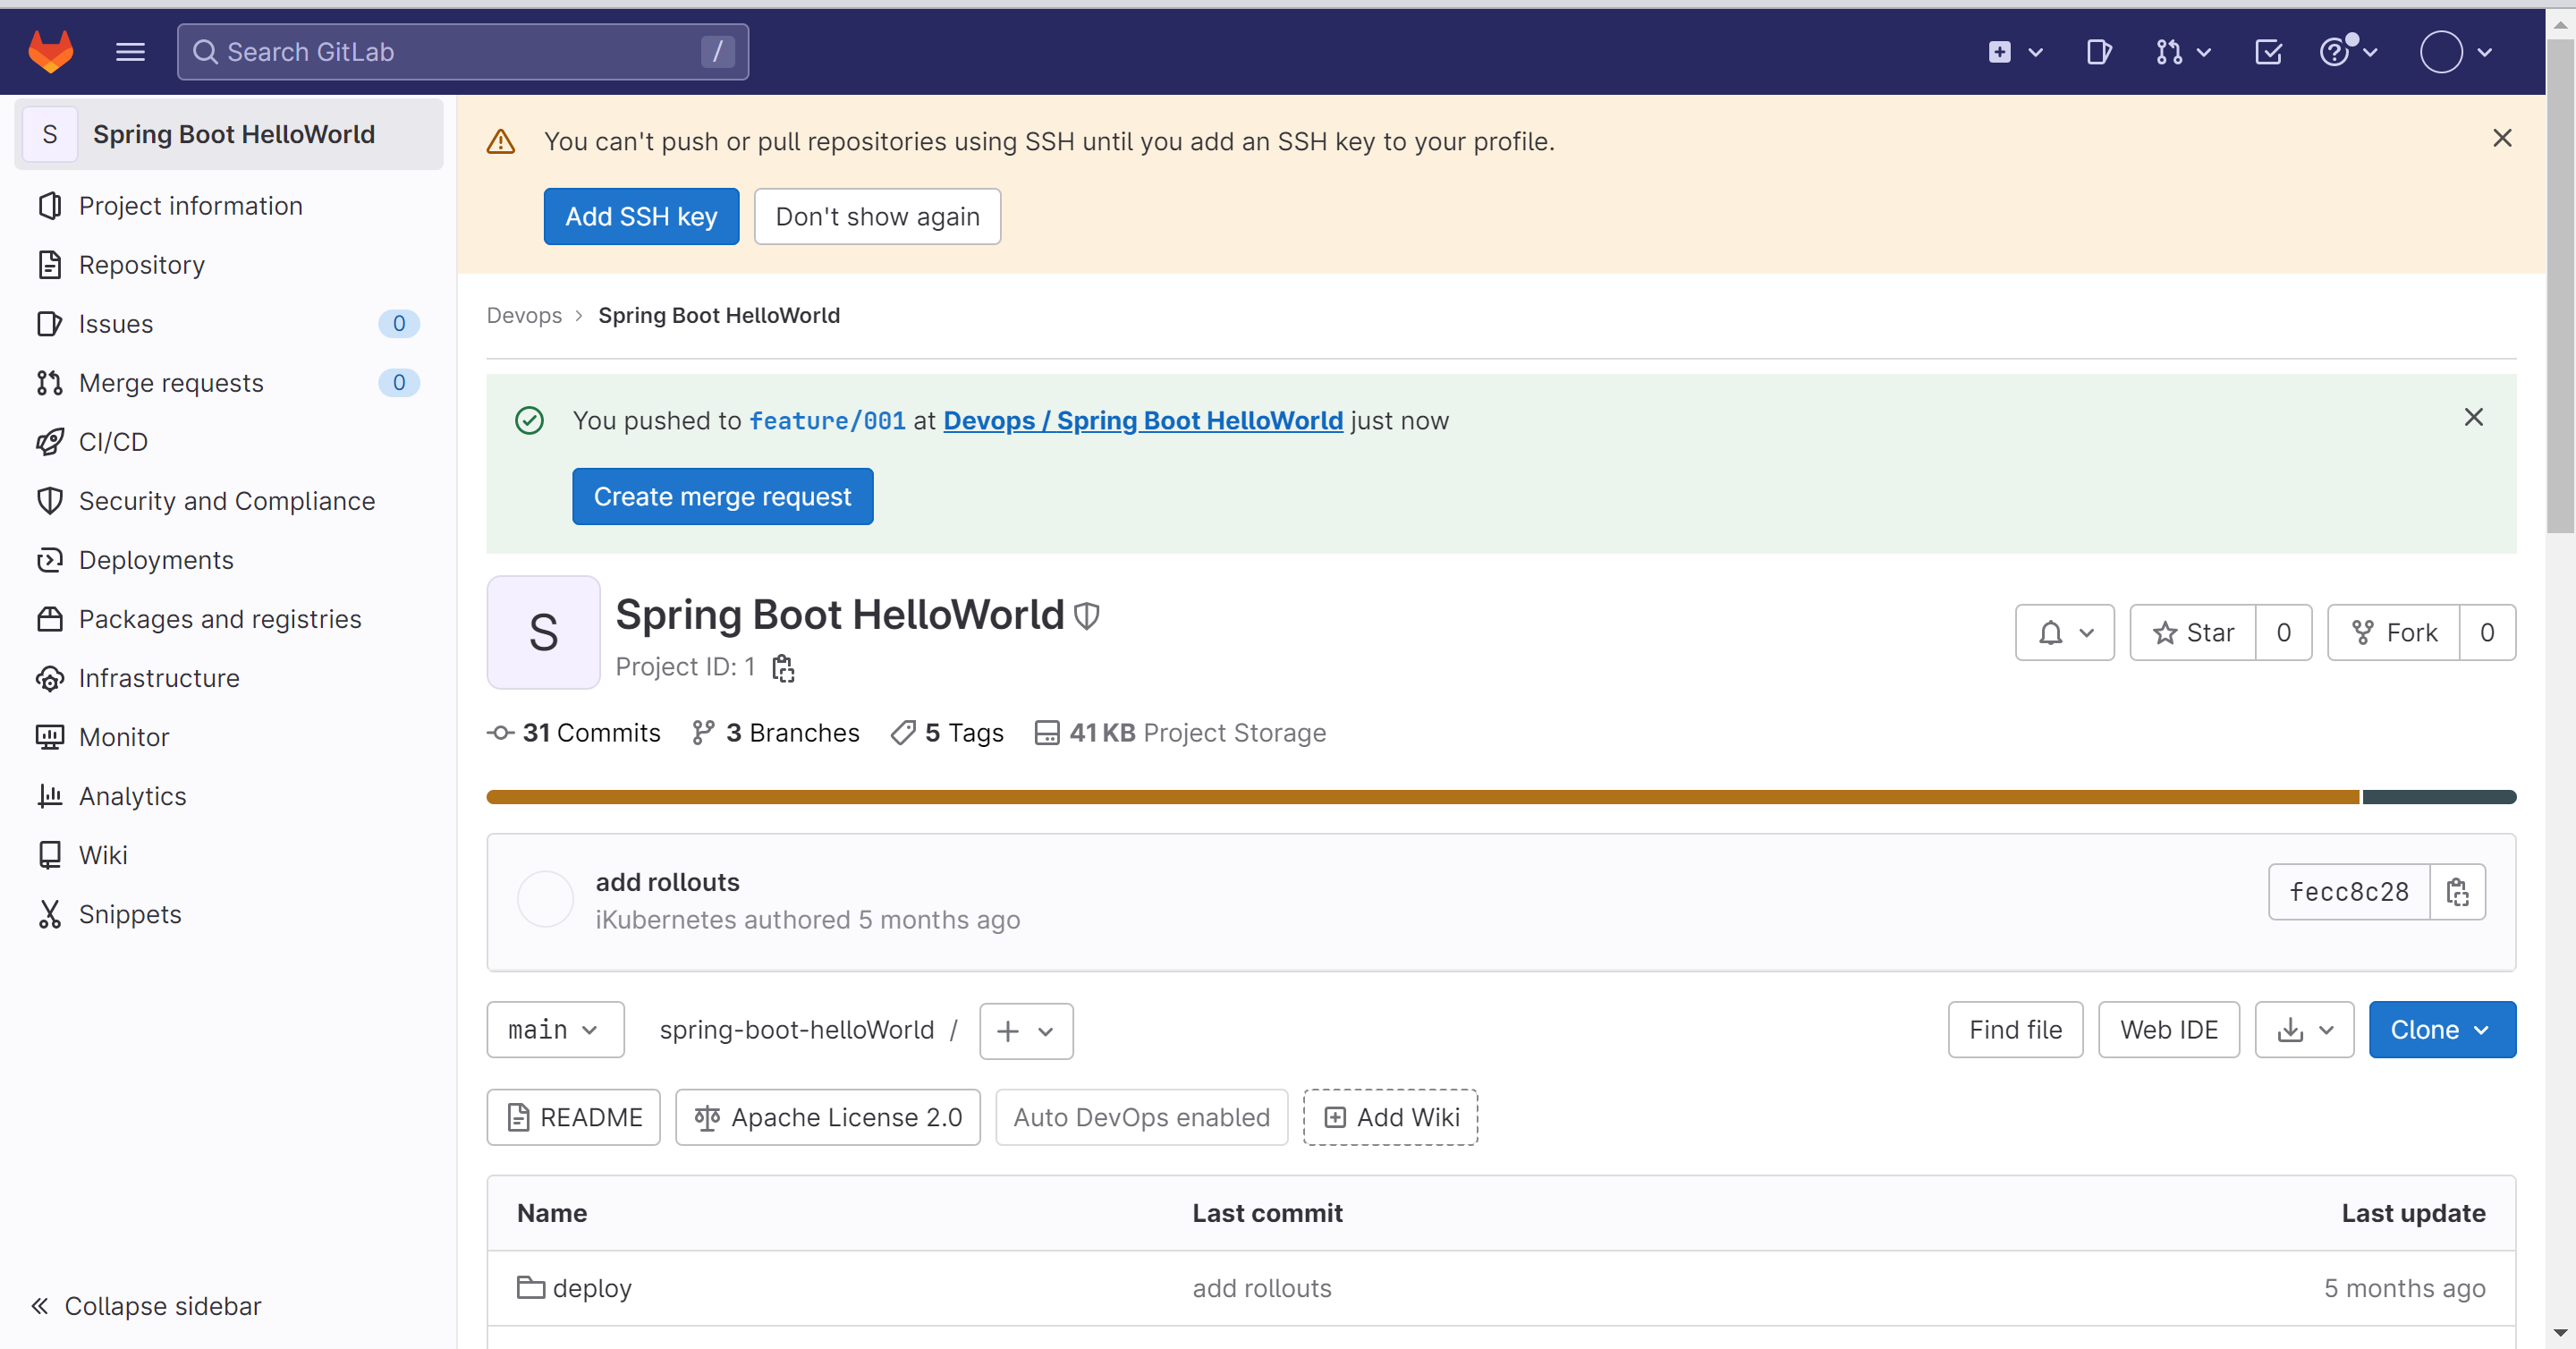 Search GitLab /
S Spring Boot HelloWorld
Project information
Repository
Issues 0
Merge requests 0
CI/CD
Security and Compliance
Deployments
Packages and registries
Infrastructure
Monitor
Analytics
Wiki
Snippets
Collapse sidebar
You can't push or pull repositories using SSH until you add an SSH key to your profile.
Add SSH key Don't show again
Devops Spring Boot HelloWorld
You pushed to feature/001 at Devops / Spring Boot HelloWorld just now
Create merge request
S
Spring Boot HelloWorld
Project ID: 1
Star 0 Fork 0
31 Commits 3 Branches 5 Tags 41 KB Project Storage
add rollouts
iKubernetes authored 5 months ago
fecc8c28
main spring-boot-helloWorld / Find file Web IDE Clone
README Apache License 2.0 Auto DevOps enabled Add Wiki
Name Last commit Last update
deploy add rollouts 5 months ago